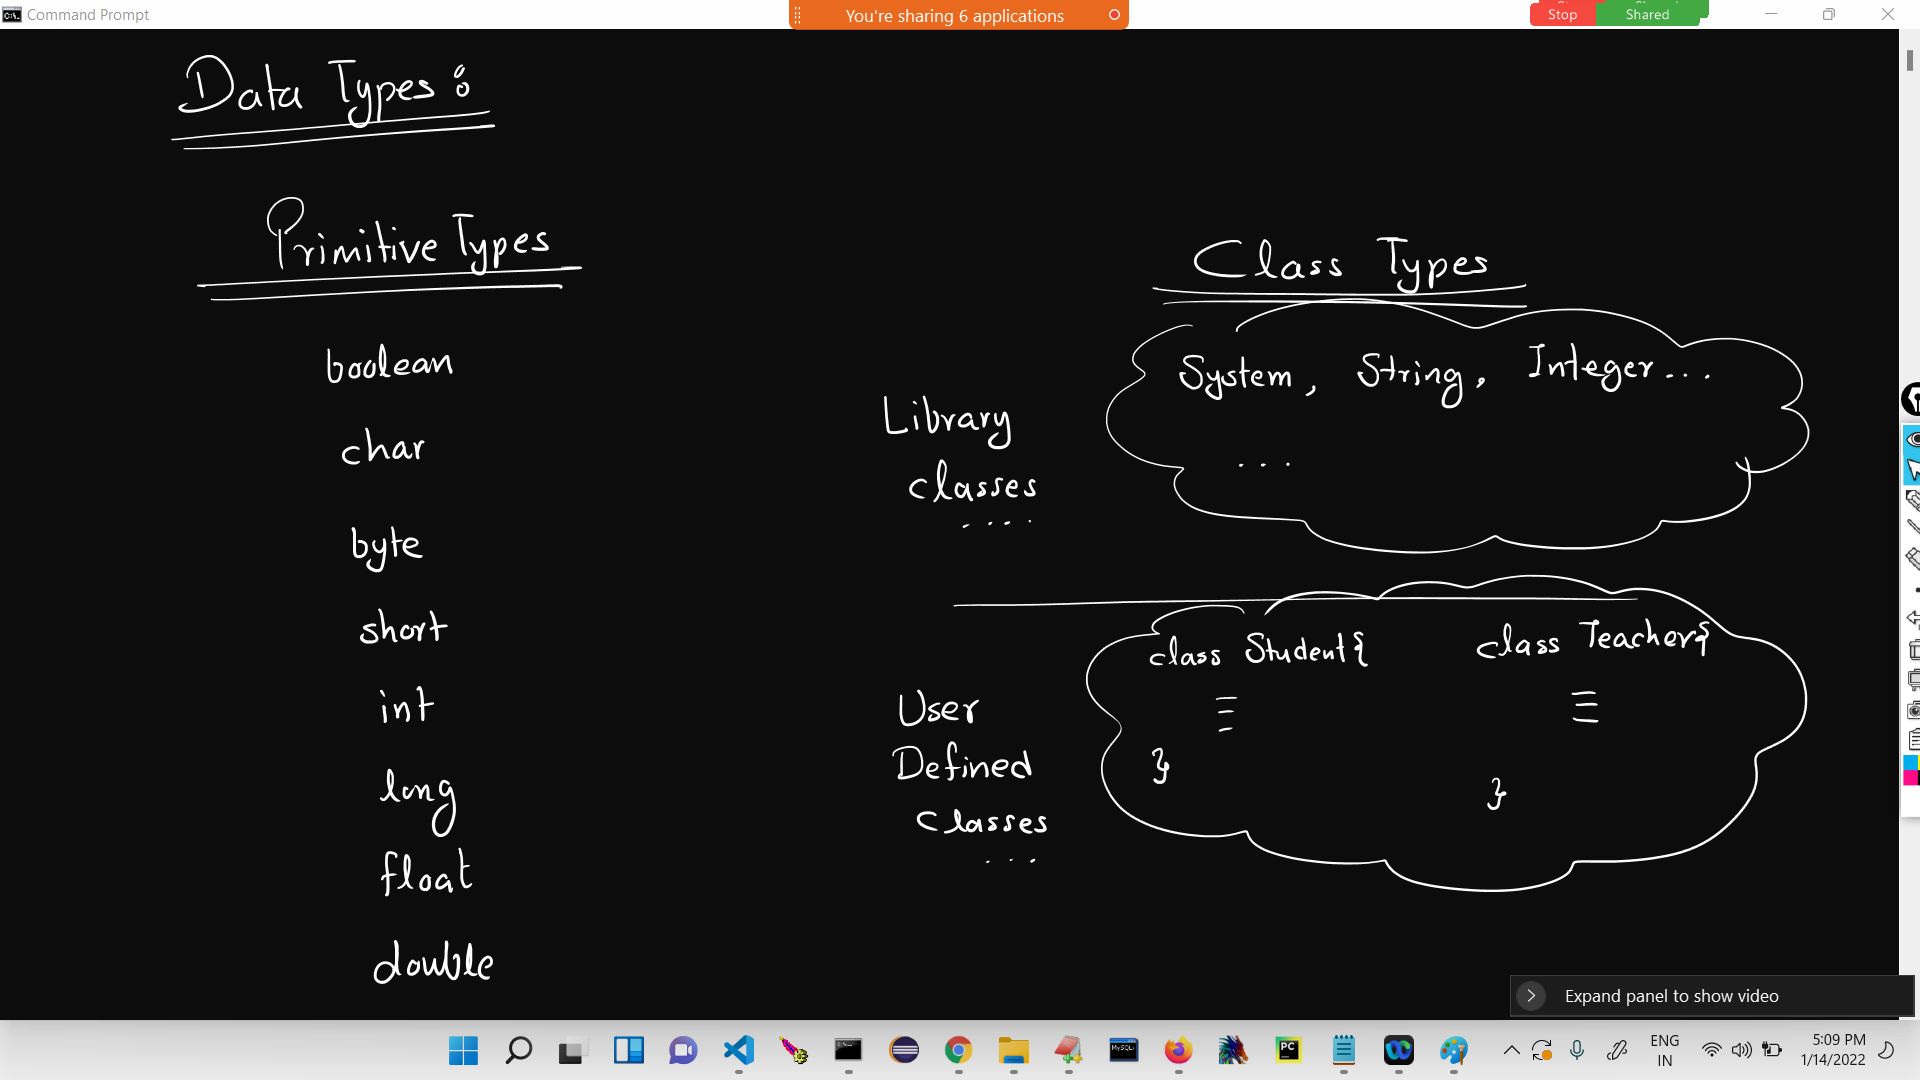 Command Prompt
You're sharing 6 applications
Stop
Shared
Data Types :
Primitive Types
boolean
char
byte
short
int
long
float
double
Class Types
Library
classes
....
System, String, Integer ...
...
User
Defined
Classes
...
class Student{
}
class Teacher{
}
Expand panel to show video
MySQL
PC
ENG
IN
5:09 PM
1/14/2022